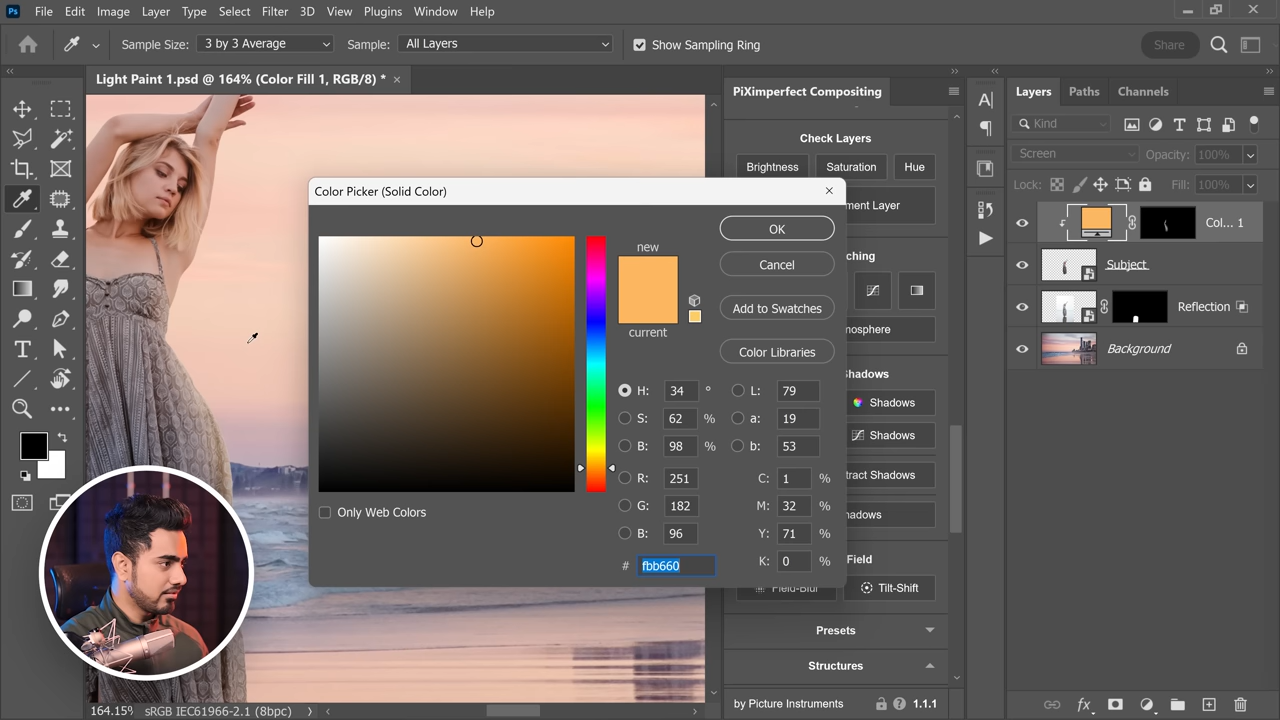 Ps File Edit Image Layer Type Select Filter 3D View Plugins Window Help
Sample Size: 3 by 3 Average Sample: All Layers Show Sampling Ring Share
Light Paint 1.psd @ 164% (Color Fill 1, RGB/8) * ×
PiXimperfect Compositing
Layers Paths Channels
Kind
Check Layers
Screen Opacity: 100%
Brightness Saturation Hue
Lock: Fill: 100%
Color Picker (Solid Color)
ment Layer
Col... 1
OK
new
Cancel
ching
Subject
Add to Swatches
Reflection
current
nosphere
Color Libraries
Background
hadows
H: 34 ° L: 79
Shadows
S: 62 % a: 19
B: 98 % b: 53
Shadows
R: 251 C: 1 %
tract Shadows
G: 182 M: 32 %
Only Web Colors
hadows
B: 96 Y: 71 %
# fbb660 K: 0 %
Field
Field-Blur Tilt-Shift
Presets
Structures
164.15% sRGB IEC61966-2.1 (8bpc)
by Picture Instruments 1.1.1